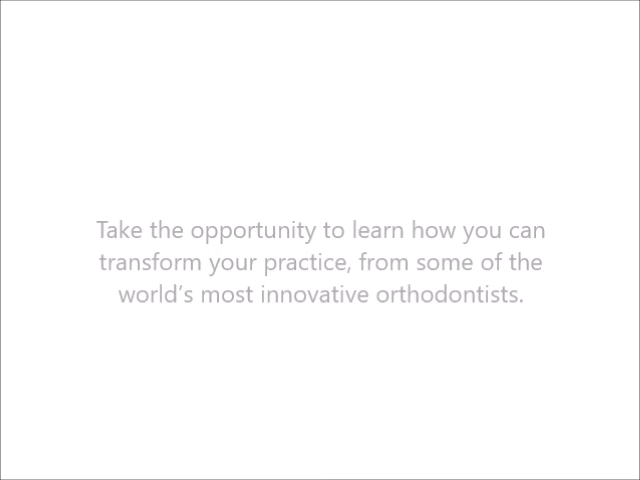 Take the opportunity to learn how you can
transform your practice, from some of the
world’s most innovative orthodontists.